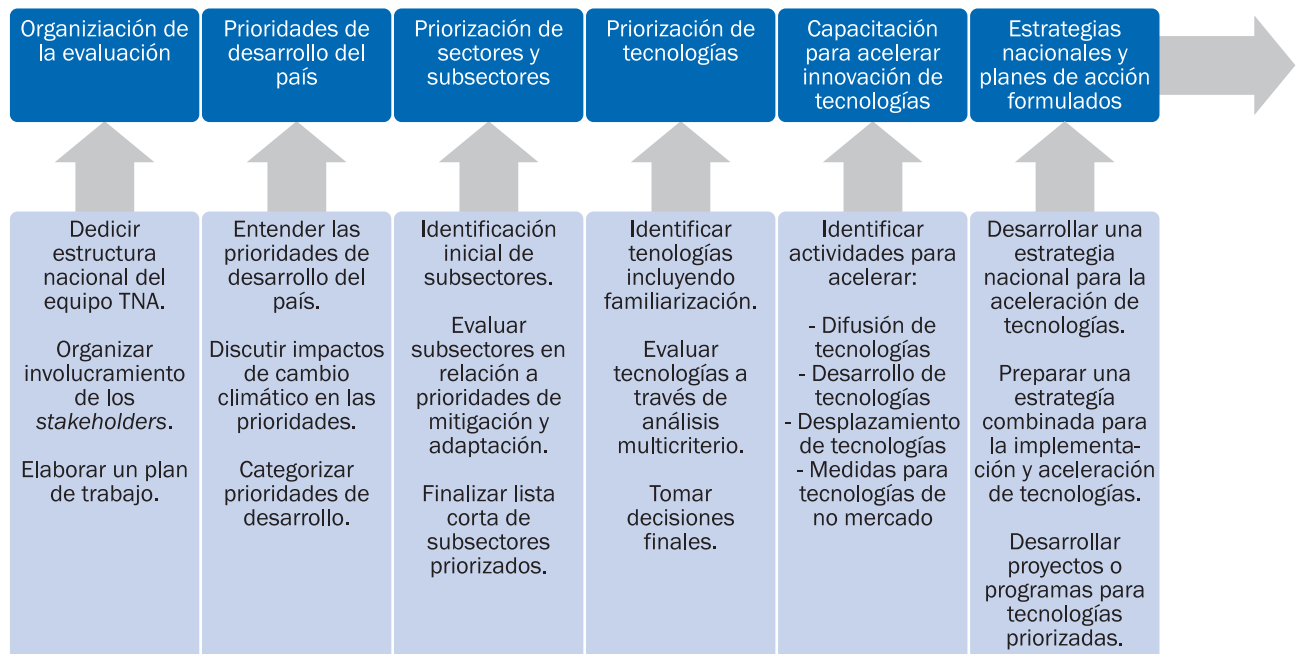 Organiziación de
la evaluación
Prioridades de
desarrollo del
país
Priorización de
sectores y
subsectores
Priorización de
tecnologías
Capacitación
para acelerar
innovación de
tecnologías
Estrategias
nacionales y
planes de acción
formulados
Dedicir
estructura
nacional del
equipo TNA.
Organizar
involucramiento
de los
stakeholders.
Elaborar un plan
de trabajo.
Entender las
prioridades de
desarrollo del
país.
Discutir impactos
de cambio
climático en las
prioridades.
Categorizar
prioridades de
desarrollo.
Identificación
inicial de
subsectores.
Evaluar
subsectores en
relación a
prioridades de
mitigación y
adaptación.
Finalizar lista
corta de
subsectores
priorizados.
Identificar
tenologías
incluyendo
familiarización.
Evaluar
tecnologías a
través de
análisis
multicriterio.
Tomar
decisiones
finales.
Identificar
actividades para
acelerar:
- Difusión de
tecnologías
- Desarrollo de
tecnologías
- Desplazamiento
de tecnologías
- Medidas para
tecnologías de
no mercado
Desarrollar una
estrategia
nacional para la
aceleración de
tecnologías.
Preparar una
estrategía
combinada para
la implementa-
ción y aceleración
de tecnologías.
Desarrollar
proyectos o
programas para
tecnologías
priorizadas.